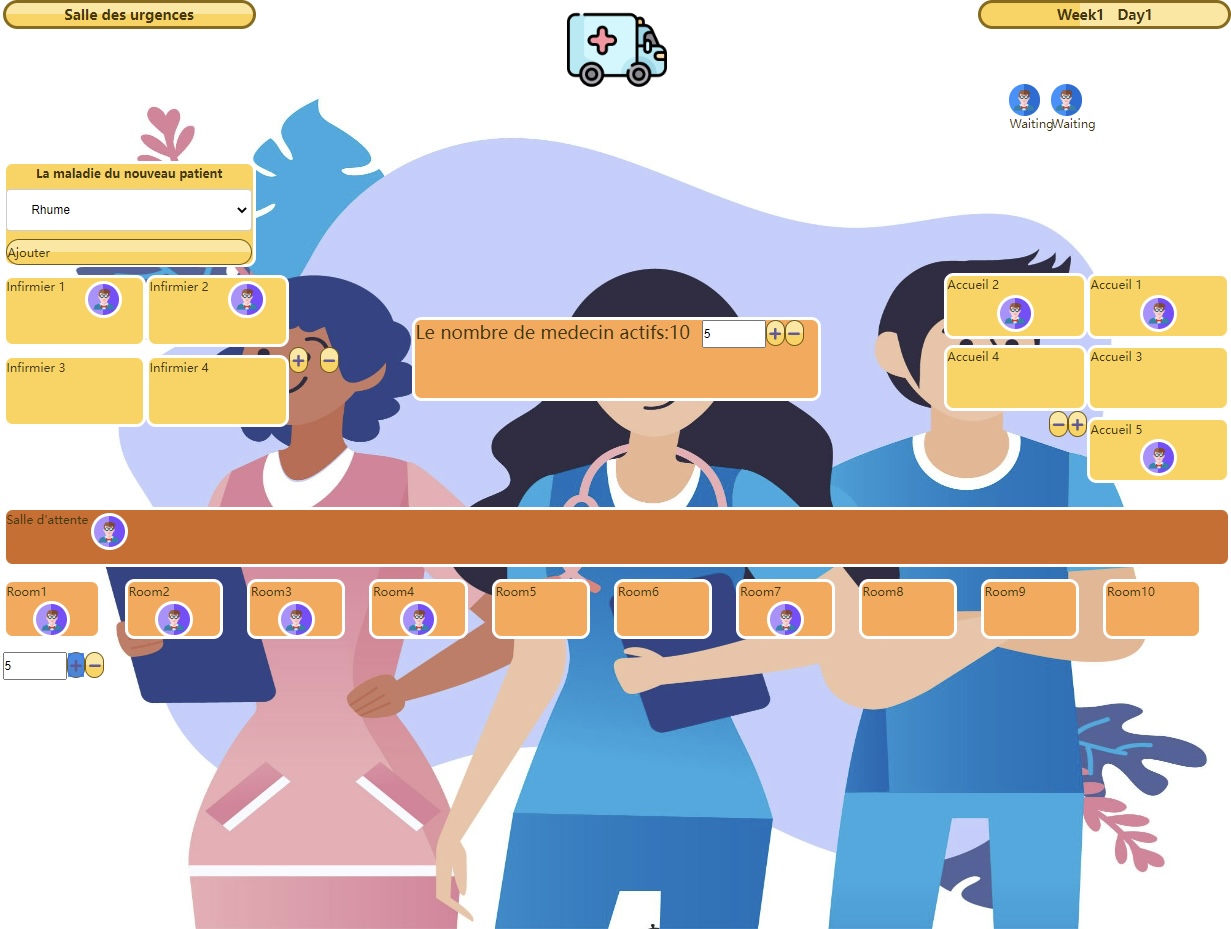 Salle des urgences
Week1 Day1
Waiting Waiting
La maladie du nouveau patient
Rhume
Ajouter
Infirmier 1 Infirmier 2
Infirmier 3 Infirmier 4
+ −
Le nombre de medecin actifs:10 5 + −
Accueil 2 Accueil 1
Accueil 4 Accueil 3
− + Accueil 5
Salle d'attente
Room1 Room2 Room3 Room4 Room5 Room6 Room7 Room8 Room9 Room10
5 + −